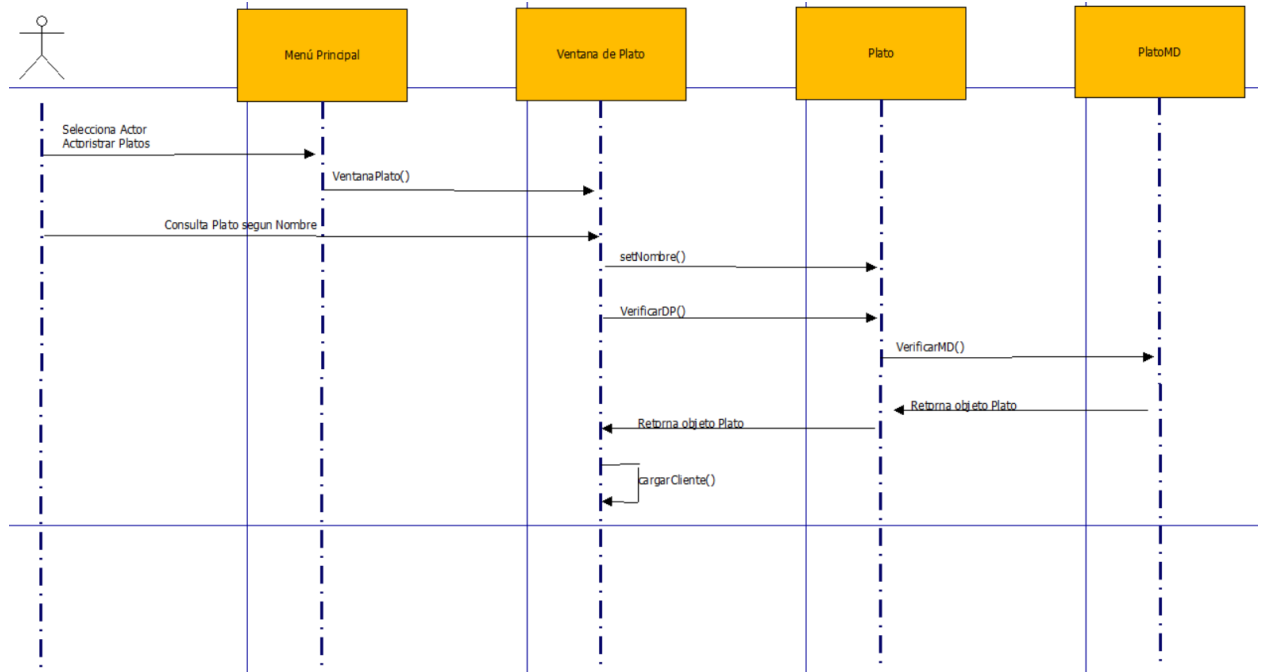 Menú Principal
Ventana de Plato
Plato
PlatoMD
Selecciona Actor
Actoristrar Platos
VentanaPlato()
Consulta Plato segun Nombre
setNombre()
VerificarDP()
VerificarMD()
Retorna objeto Plato
Retorna objeto Plato
cargarCliente()